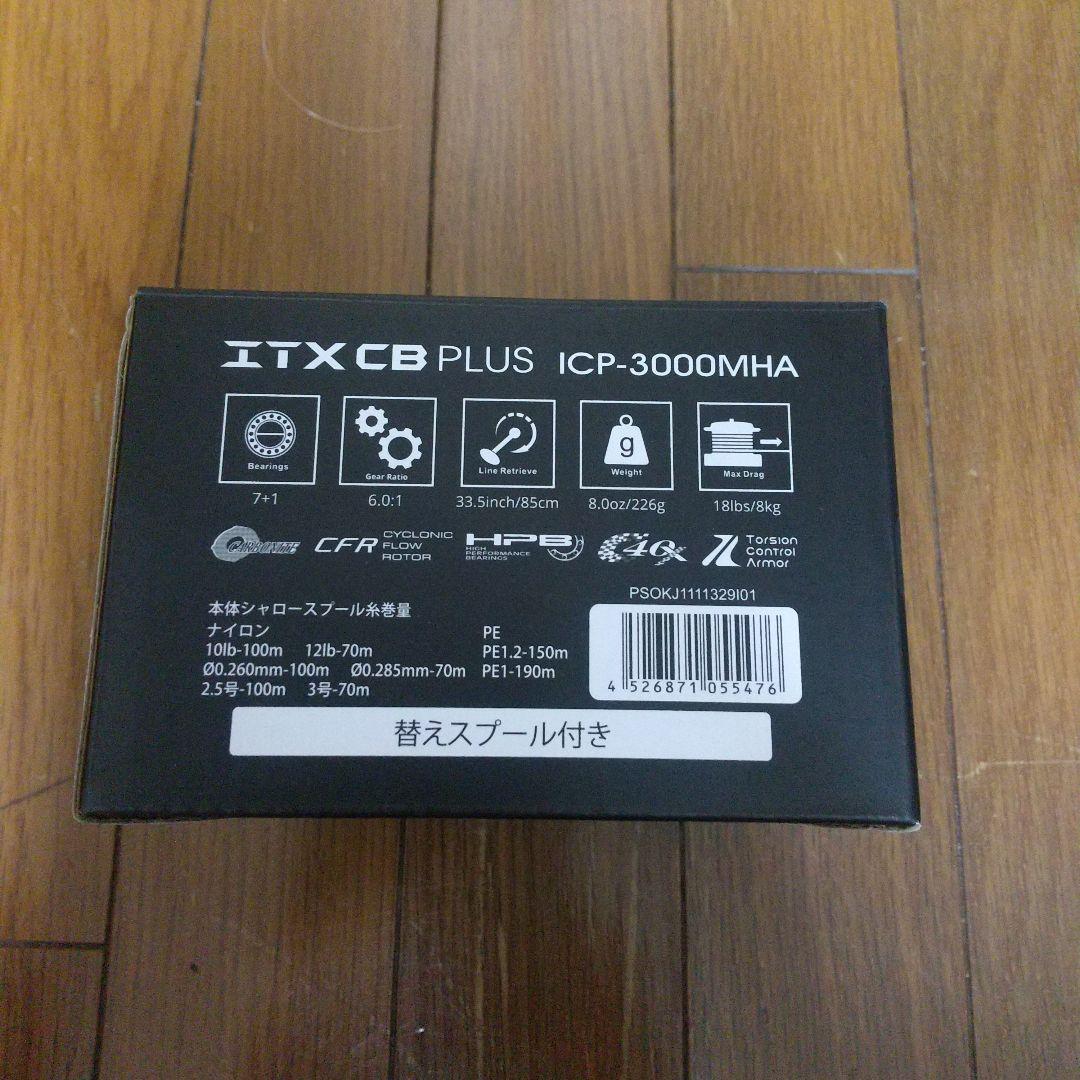 ITX CB PLUS ICP-3000MHA
Bearings
7+1
Gear Ratio
6.0:1
Line Retrieve
33.5inch/85cm
g
Weight
8.0oz/226g
Max Drag
18lbs/8kg
CARBONITE
CFR CYCLONIC FLOW ROTOR
HPB HIGH PERFORMANCE BEARINGS
Torsion Control Armor
本体シャロースプール糸巻量
ナイロン PE
10lb-100m 12lb-70m PE1.2-150m
Ø0.260mm-100m Ø0.285mm-70m PE1-190m
2.5号-100m 3号-70m
PSOKJ1111329I01
4 526871 055476
替えスプール付き